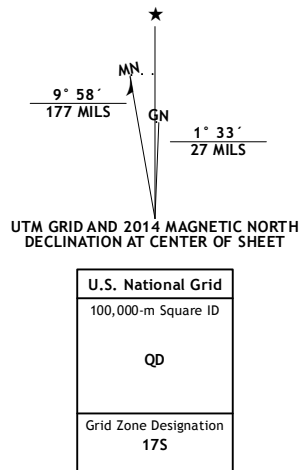 MN
9° 58´
177 MILS
GN
1° 33´
27 MILS
UTM GRID AND 2014 MAGNETIC NORTH
DECLINATION AT CENTER OF SHEET
U.S. National Grid
100,000-m Square ID
QD
Grid Zone Designation
17S